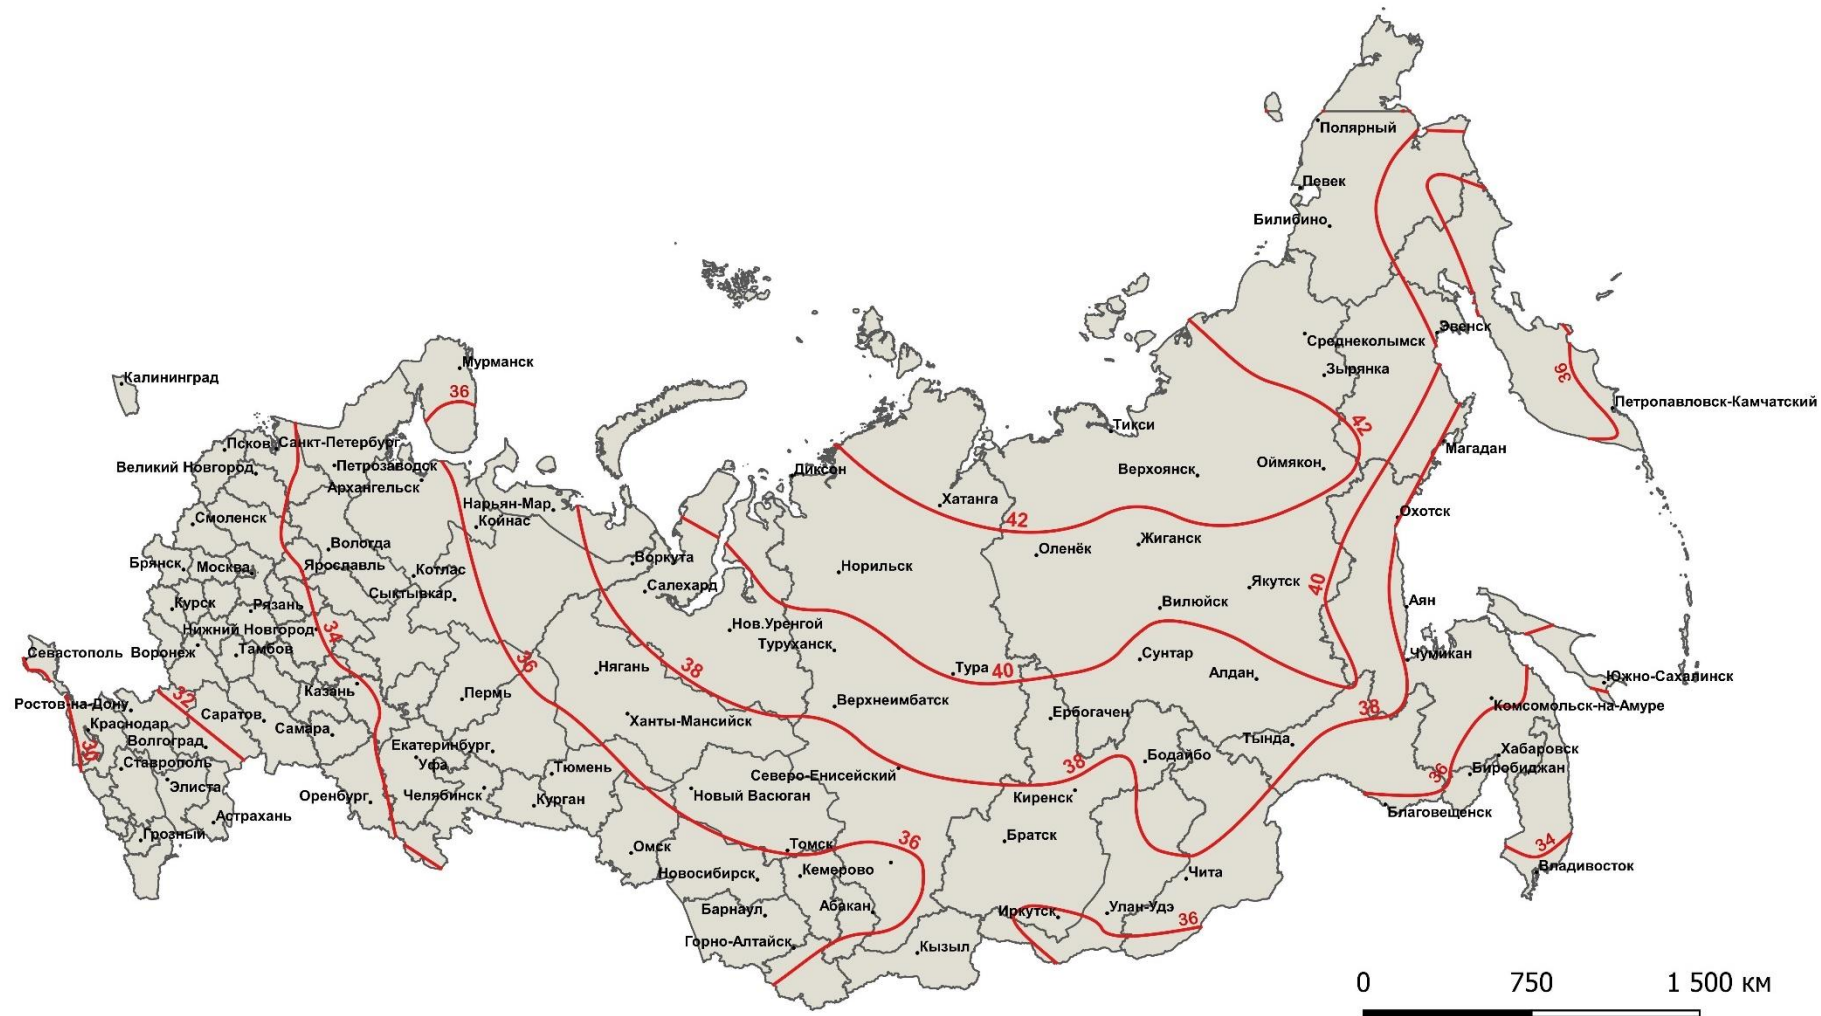 Полярный
Певек
Билибино
Эвенск
Среднеколымск
Мурманск
Зырянка
36
Калининград
36
Петропавловск-Камчатский
42
Тикси
Псков
Санкт-Петербург
Магадан
Великий Новгород
Петрозаводск
Диксон
Верхоянск
Оймякон
Архангельск
Хатанга
Нарьян-Мар
Койнас
Охотск
Смоленск
42
Вологда
Жиганск
Оленёк
Воркута
Брянск
Москва
Ярославль
Котлас
Норильск
Якутск
40
Салехард
Сыктывкар
Курск
Рязань
Вилюйск
Аян
Нов.Уренгой
Нижний Новгород
34
Туруханск
Севастополь
Воронеж
Тамбов
Сунтар
Чумикан
36
Нягань
38
Тура
40
Алдан
Южно-Сахалинск
Казань
Пермь
32
Верхнеимбатск
Ростов-на-Дону
Комсомольск-на-Амуре
38
Саратов
Ербогачен
Краснодар
Ханты-Мансийск
Самара
Волгоград
Тында
Екатеринбург
30
Хабаровск
Бодайбо
Ставрополь
Уфа
38
Тюмень
Биробиджан
36
Северо-Енисейский
Элиста
Оренбург
Челябинск
Курган
Новый Васюган
Киренск
Астрахань
Благовещенск
Грозный
Братск
36
34
Омск
Томск
Владивосток
Новосибирск
Кемерово
Чита
Барнаул
Абакан
Иркутск
Улан-Удэ
36
Горно-Алтайск
Кызыл
0 750 1 500 км